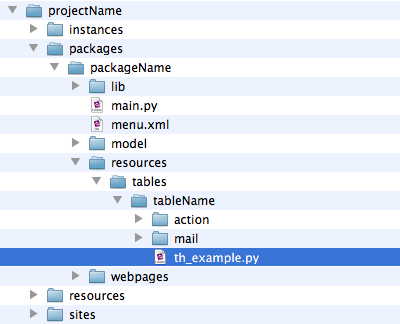 projectName
instances
packages
packageName
lib
main.py
menu.xml
model
resources
tables
tableName
action
mail
th_example.py
webpages
resources
sites